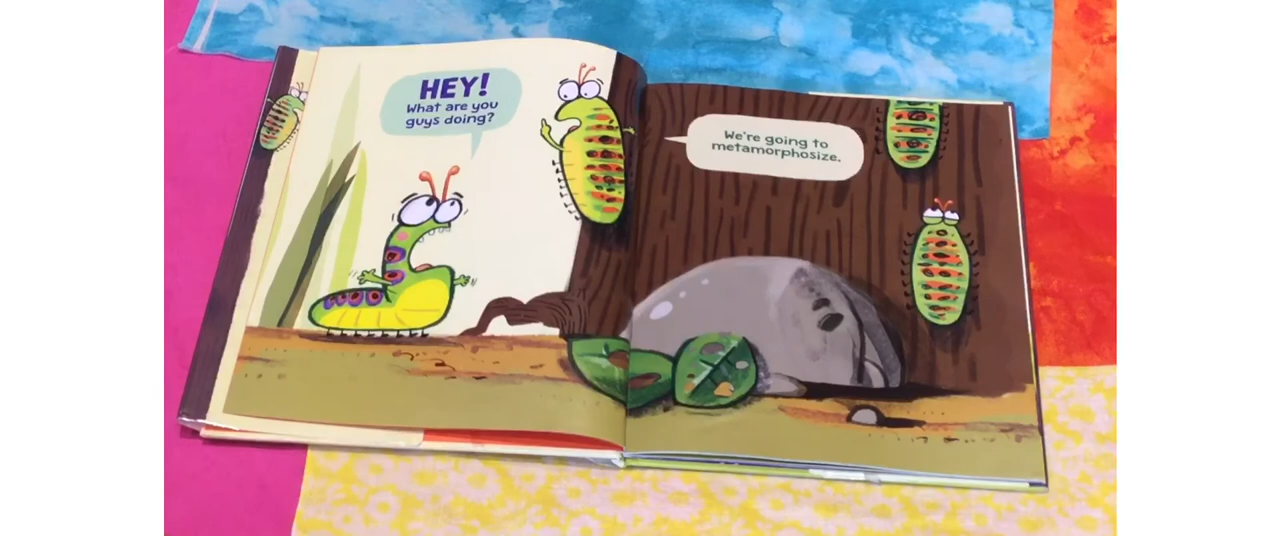 HEY!
What are you
guys doing?
We're going to
metamorphosize.